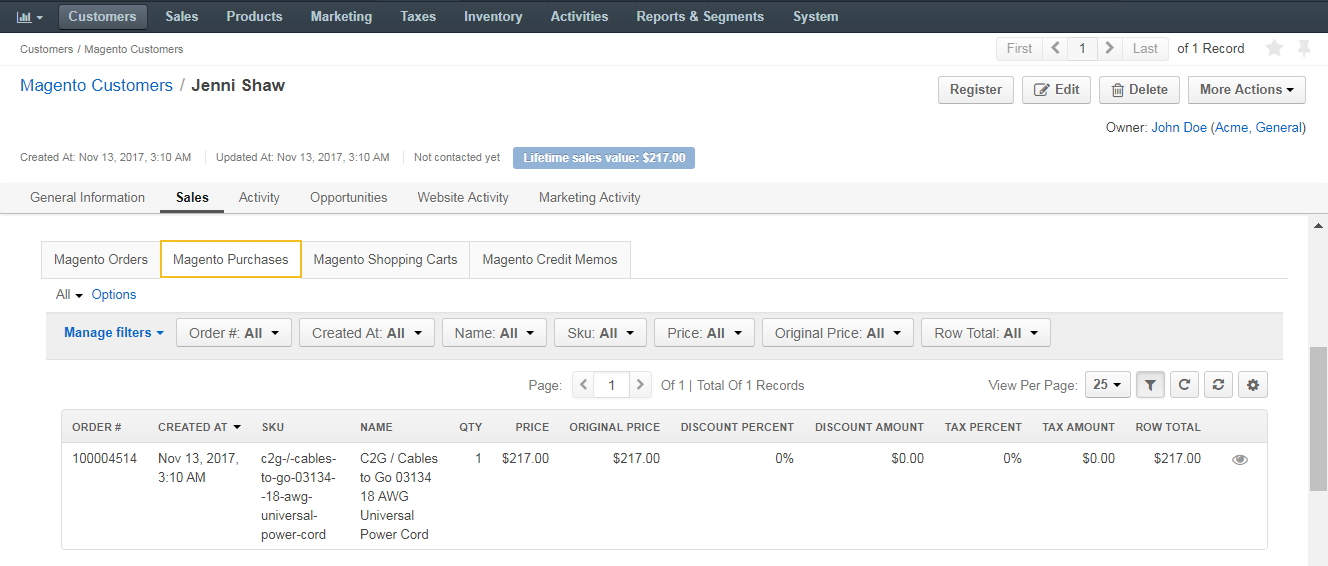 Customers Sales Products Marketing Taxes Inventory Activities Reports & Segments System
Customers / Magento Customers First 1 Last of 1 Record
Magento Customers / Jenni Shaw Register Edit Delete More Actions
Owner: John Doe (Acme, General)
Created At: Nov 13, 2017, 3:10 AM Updated At: Nov 13, 2017, 3:10 AM Not contacted yet Lifetime sales value: $217.00
General Information Sales Activity Opportunities Website Activity Marketing Activity
Magento Orders Magento Purchases Magento Shopping Carts Magento Credit Memos
All Options
Manage filters Order #: All Created At: All Name: All Sku: All Price: All Original Price: All Row Total: All
Page: 1 Of 1 | Total Of 1 Records View Per Page: 25
ORDER # CREATED AT SKU NAME QTY PRICE ORIGINAL PRICE DISCOUNT PERCENT DISCOUNT AMOUNT TAX PERCENT TAX AMOUNT ROW TOTAL
100004514 Nov 13, 2017, c2g-/-cables- C2G / Cables 1 $217.00 $217.00 0% $0.00 0% $0.00 $217.00
3:10 AM to-go-03134- to Go 03134
-18-awg- 18 AWG
universal- Universal
power-cord Power Cord